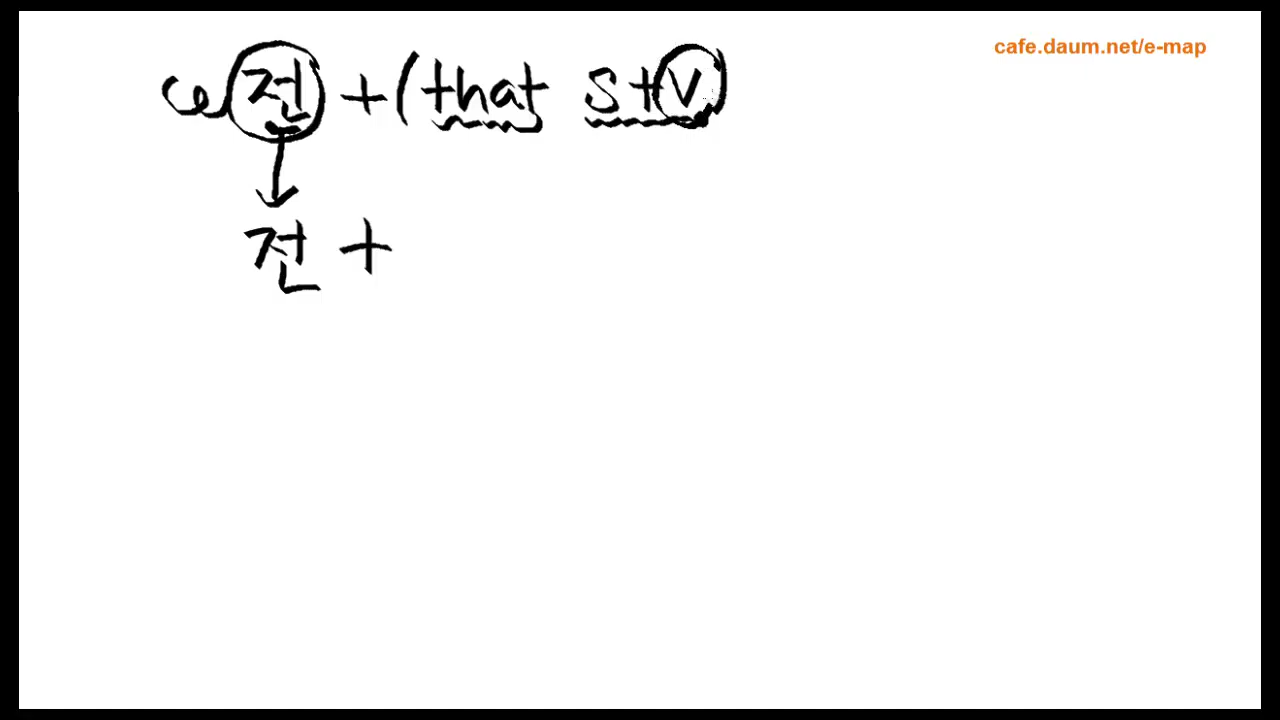 cafe.daum.net/e-map
전 + (that S+V)
전 +